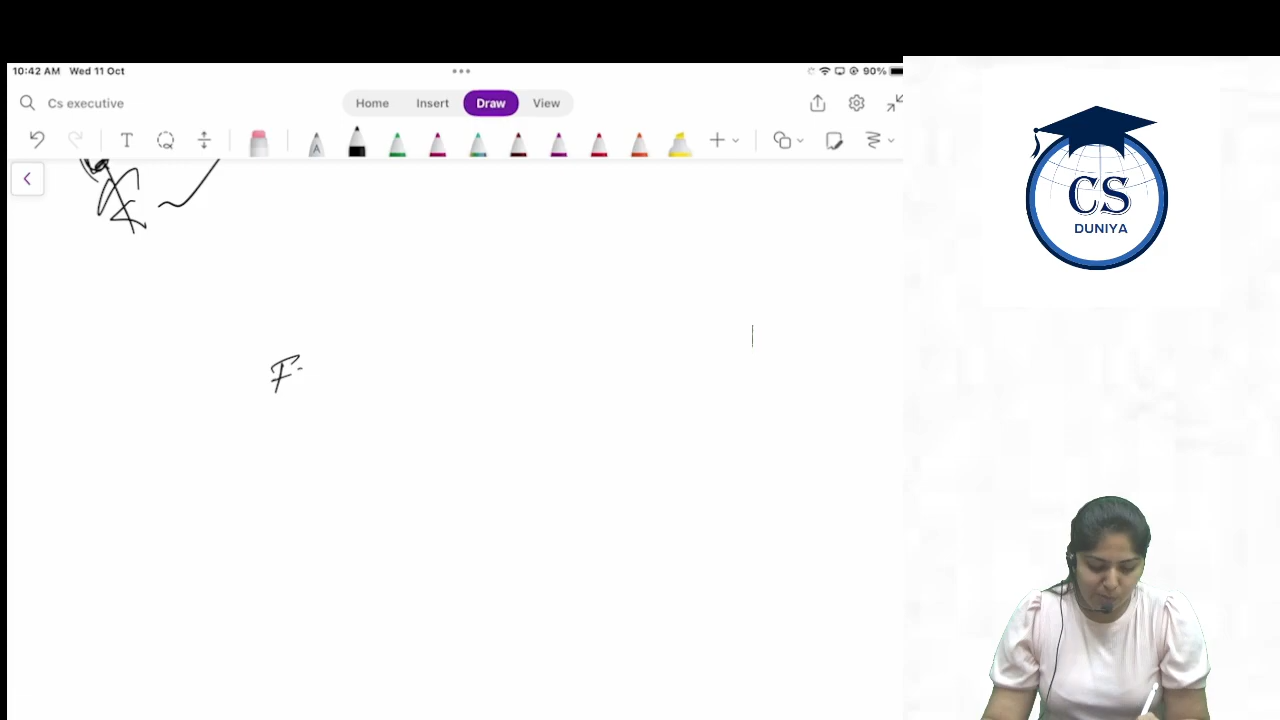 10:42 AM Wed 11 Oct
90%
Cs executive
Home Insert Draw View
T
A
F
CS
DUNIYA